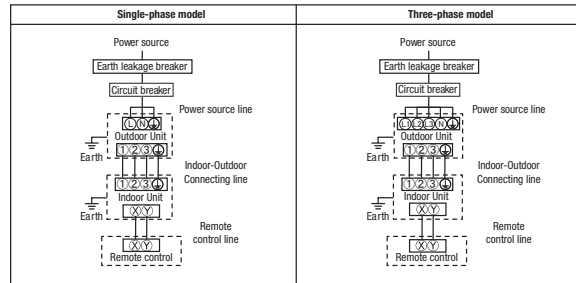 Single-phase model
Power source
Earth leakage breaker
Circuit breaker
Power source line
L N
Outdoor Unit
Earth
1 2 3
Indoor-Outdoor
Connecting line
1 2 3
Indoor Unit
Earth
X Y
Remote
control line
X Y
Remote control
Three-phase model
Power source
Earth leakage breaker
Circuit breaker
Power source line
L1 L2 L3 N
Outdoor Unit
Earth
1 2 3
Indoor-Outdoor
Connecting line
1 2 3
Indoor Unit
Earth
X Y
Remote
control line
X Y
Remote control